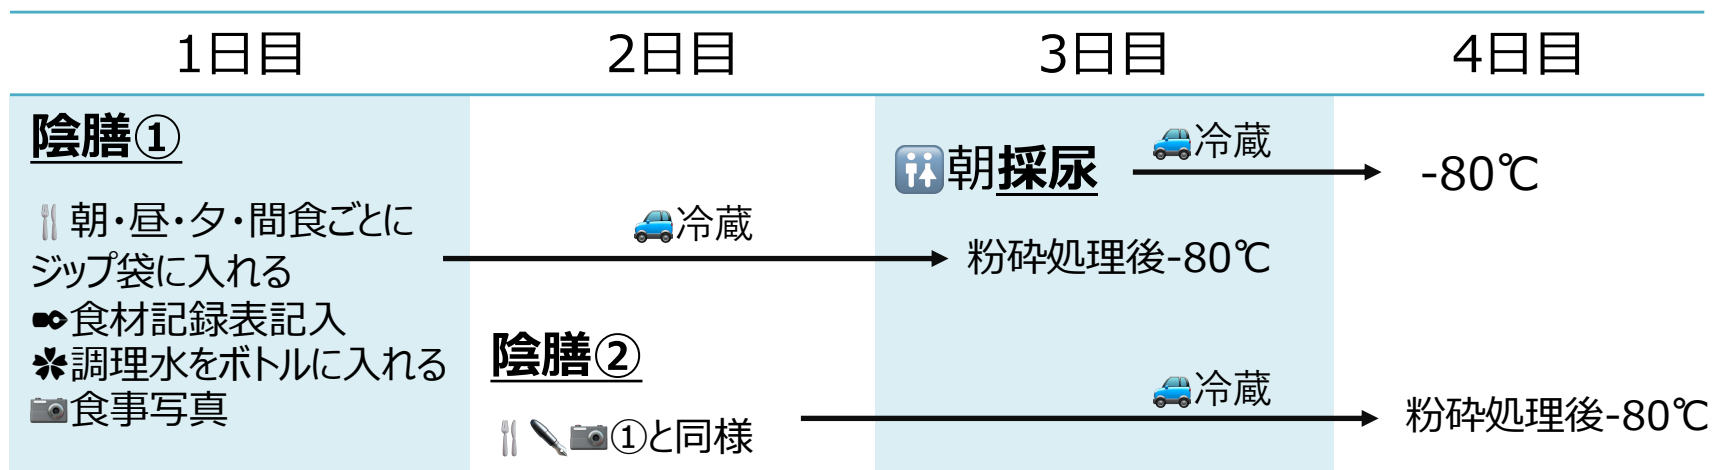 1日目
2日目
3日目
4日目
陰膳①
朝・昼・夕・間食ごとに
ジップ袋に入れる
食材記録表記入
調理水をボトルに入れる
食事写真
冷蔵
陰膳②
①と同様
朝採尿
冷蔵
-80℃
粉砕処理後-80℃
冷蔵
粉砕処理後-80℃